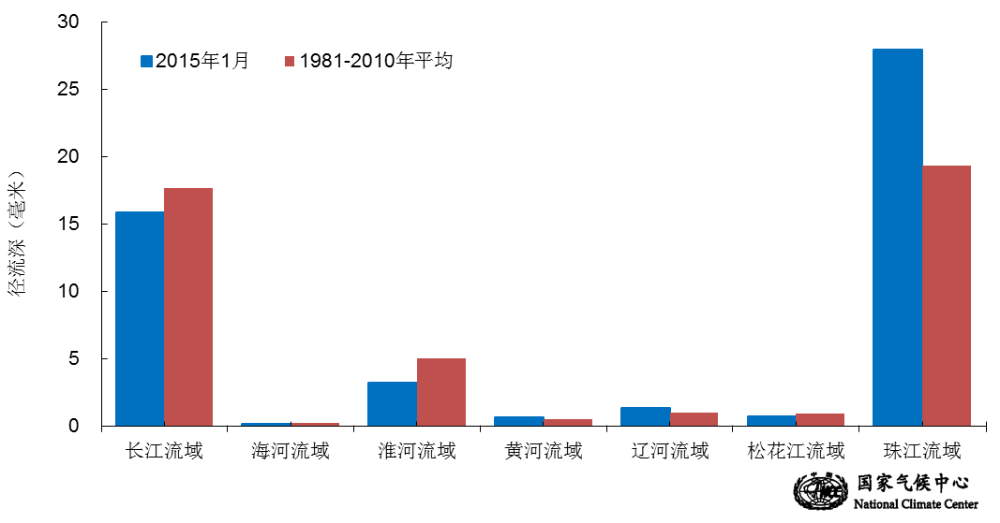 30
2015年1月
1981-2010年平均
25
20
15
10
5
0
径流深（毫米）
长江流域
海河流域
淮河流域
黄河流域
辽河流域
松花江流域
珠江流域
国家气候中心
National Climate Center